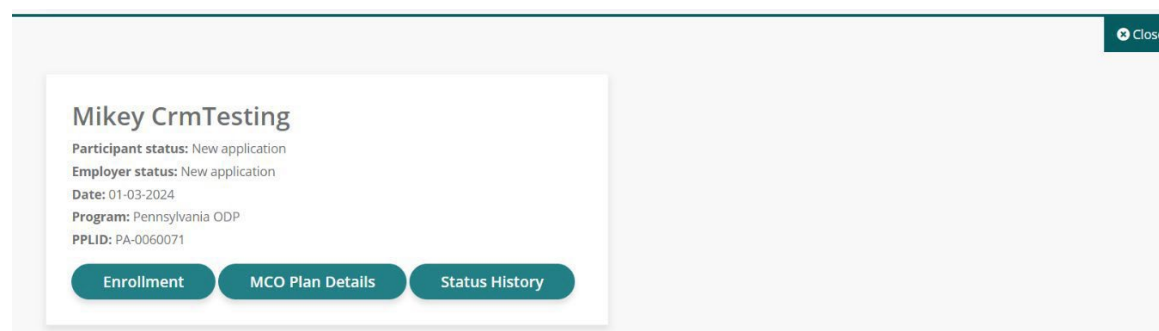 Close
Mikey CrmTesting
Participant status: New application
Employer status: New application
Date: 01-03-2024
Program: Pennsylvania ODP
PPLID: PA-0060071
Enrollment MCO Plan Details Status History